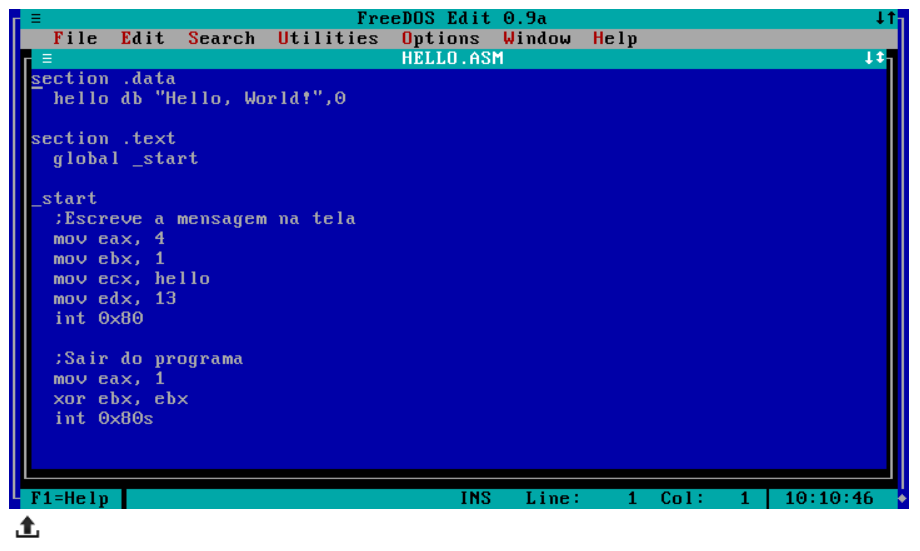 ≡ FreeDOS Edit 0.9a ↓↑
File Edit Search Utilities Options Window Help
≡ HELLO.ASM ↓↕
section .data
hello db "Hello, World!",0
section .text
global _start
_start
;Escreve a mensagem na tela
mov eax, 4
mov ebx, 1
mov ecx, hello
mov edx, 13
int 0x80
;Sair do programa
mov eax, 1
xor ebx, ebx
int 0x80s
F1=Help INS Line: 1 Col: 1 10:10:46